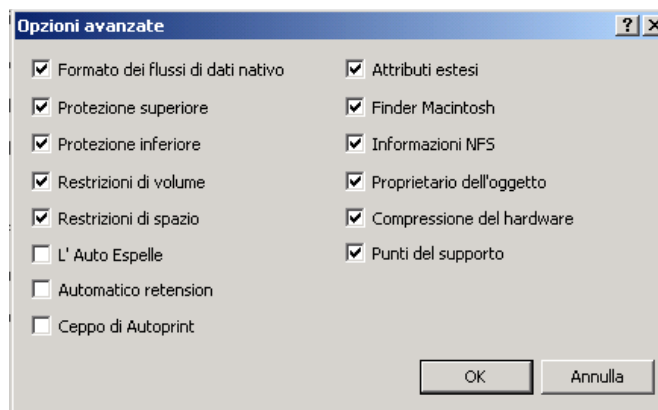 Opzioni avanzate
Formato dei flussi di dati nativo
Protezione superiore
Protezione inferiore
Restrizioni di volume
Restrizioni di spazio
L' Auto Espelle
Automatico retension
Ceppo di Autoprint
Attributi estesi
Finder Macintosh
Informazioni NFS
Proprietario dell'oggetto
Compressione del hardware
Punti del supporto
OK
Annulla